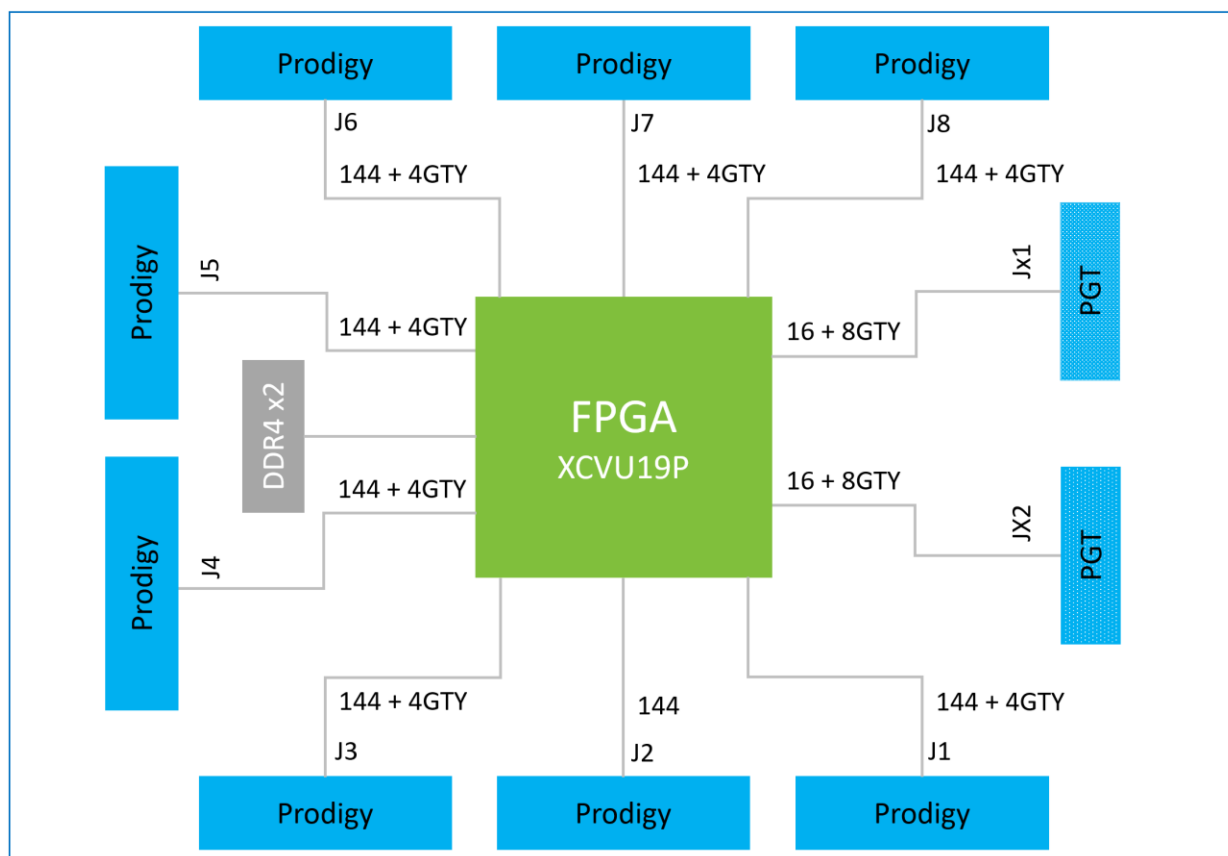 Prodigy
Prodigy
Prodigy
J6
J7
J8
144 + 4GTY
144 + 4GTY
144 + 4GTY
Prodigy
J5
144 + 4GTY
Jx1
16 + 8GTY
PGT
DDR4 x2
FPGA
XCVU19P
Prodigy
J4
144 + 4GTY
16 + 8GTY
JX2
PGT
144 + 4GTY
144
144 + 4GTY
J3
J2
J1
Prodigy
Prodigy
Prodigy